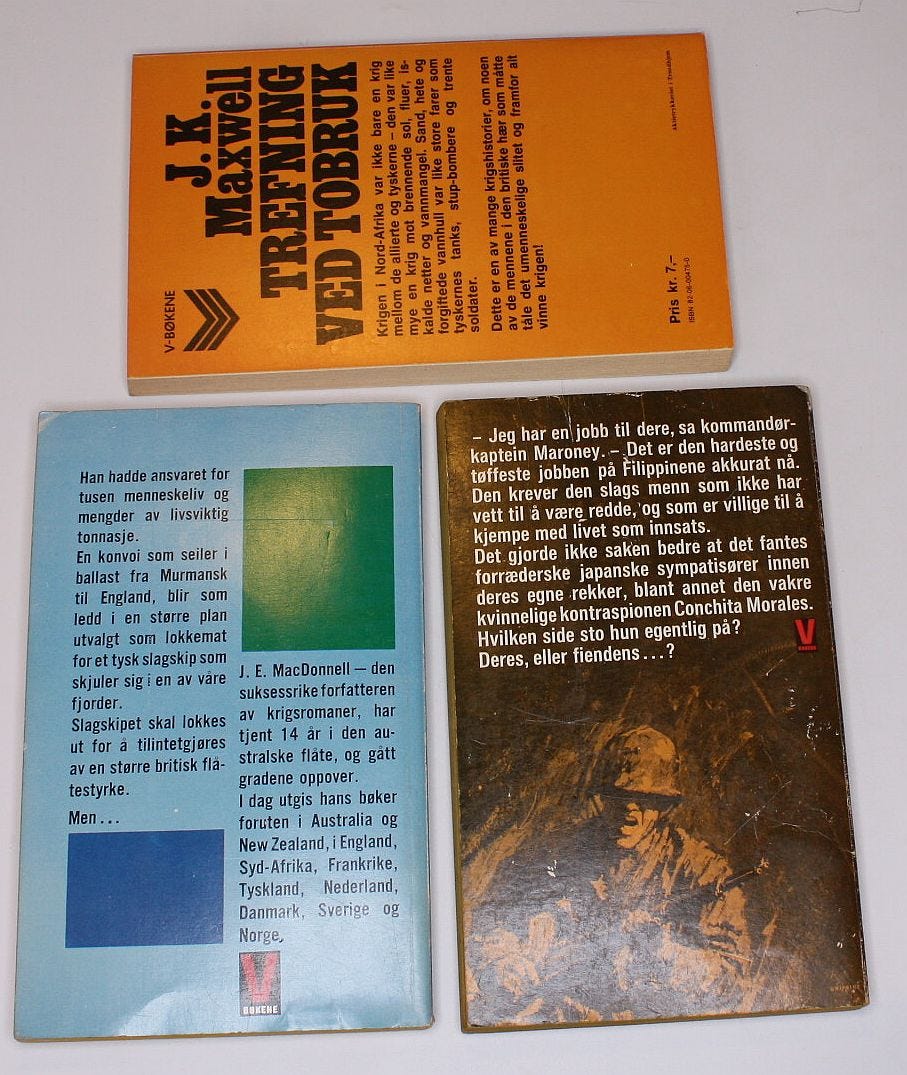 V-BØKENE
J. K.
Maxwell
TREFNING
VED TOBRUK
Krigen i Nord-Afrika var ikke bare en krig
mellom de allierte og tyskerne – den var like
mye en krig mot brennende sol, fluer, is-
kalde netter og vannmangel. Sand, hete og
forgiftede vannhull var like store farer som
tyskernes tanks, stup-bombere og trente
soldater.
Dette er en av mange krigshistorier, om noen
av de mennene i den britiske hær som måtte
tåle det umenneskelige slitet og framfor alt
vinne krigen!
Pris kr. 7,–
ISBN 82-06-00475-0
Aktietrykkeriet i Trondhjem
Han hadde ansvaret for
tusen menneskeliv og
mengder av livsviktig
tonnasje.
En konvoi som seiler i
ballast fra Murmansk
til England, blir som
ledd i en større plan
utvalgt som lokkemat
for et tysk slagskip som
skjuler sig i en av våre
fjorder.
Slagskipet skal lokkes
ut for å tilintetgjøres
av en større britisk flå-
testyrke.
Men...
J. E. MacDonnell — den
suksessrike forfatteren
av krigsromaner, har
tjent 14 år i den au-
stralske flåte, og gått
gradene oppover.
I dag utgis hans bøker
foruten i Australia og
New Zealand, i England,
Syd-Afrika, Frankrike,
Tyskland, Nederland,
Danmark, Sverige og
Norge.
V
BØKENE
– Jeg har en jobb til dere, sa kommandør-
kaptein Maroney. – Det er den hardeste og
tøffeste jobben på Filippinene akkurat nå.
Den krever den slags menn som ikke har
vett til å være redde, og som er villige til å
kjempe med livet som innsats.
Det gjorde ikke saken bedre at det fantes
forræderske japanske sympatisører innen
deres egne rekker, blant annet den vakre
kvinnelige kontraspionen Conchita Morales.
Hvilken side sto hun egentlig på?
Deres, eller fiendens...?
V
BØKENE